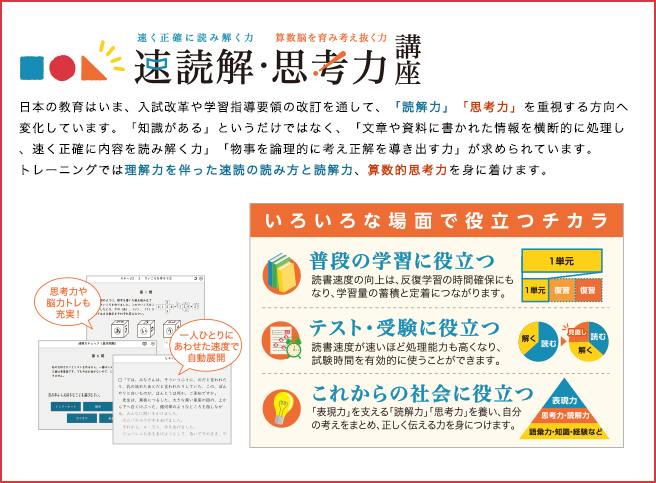 速く正確に読み解く力
算数脳を育み考え抜く力
速読解・思考力
講座
日本の教育はいま、入試改革や学習指導要領の改訂を通して、「読解力」「思考力」を重視する方向へ
変化しています。「知識がある」というだけではなく、「文章や資料に書かれた情報を横断的に処理し
、速く正確に内容を読み解く力」「物事を論理的に考え正解を導き出す力」が求められています。
トレーニングでは理解力を伴った速読の読み方と読解力、算数的思考力を身に着けます。
思考力や
脳力トレも
充実！
一人ひとりに
あわせた速度で
自動展開
いろいろな場面で役立つチカラ
普段の学習に役立つ
読書速度の向上は、反復学習の時間確保にも
なり、学習量の蓄積と定着につながります。
1単元
1単元
復習
復習
テスト・受験に役立つ
読書速度が速いほど処理能力も高くなり、
試験時間を有効的に使うことができます。
解く
読む
見直し
読む
解く
これからの社会に役立つ
「表現力」を支える「読解力」「思考力」を養い、自分
の考えをまとめ、正しく伝える力を身につけます。
表現力
思考力・読解力
語彙力・知識・経験など